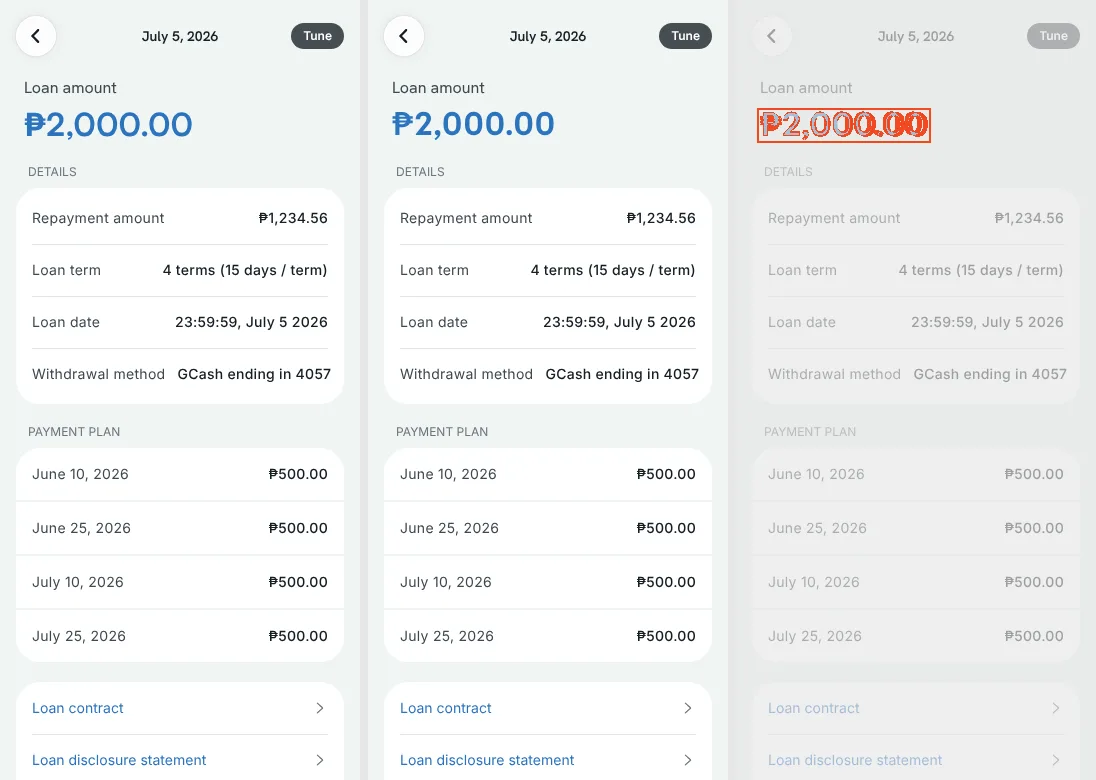 July 5, 2026 Tune
Loan amount
₱2,000.00
DETAILS
Repayment amount ₱1,234.56
Loan term 4 terms (15 days / term)
Loan date 23:59:59, July 5 2026
Withdrawal method GCash ending in 4057
PAYMENT PLAN
June 10, 2026 ₱500.00
June 25, 2026 ₱500.00
July 10, 2026 ₱500.00
July 25, 2026 ₱500.00
Loan contract
Loan disclosure statement
July 5, 2026 Tune
Loan amount
₱2,000.00
DETAILS
Repayment amount ₱1,234.56
Loan term 4 terms (15 days / term)
Loan date 23:59:59, July 5 2026
Withdrawal method GCash ending in 4057
PAYMENT PLAN
June 10, 2026 ₱500.00
June 25, 2026 ₱500.00
July 10, 2026 ₱500.00
July 25, 2026 ₱500.00
Loan contract
Loan disclosure statement
July 5, 2026 Tune
Loan amount
₱2,000.00
DETAILS
Repayment amount ₱1,234.56
Loan term 4 terms (15 days / term)
Loan date 23:59:59, July 5 2026
Withdrawal method GCash ending in 4057
PAYMENT PLAN
June 10, 2026 ₱500.00
June 25, 2026 ₱500.00
July 10, 2026 ₱500.00
July 25, 2026 ₱500.00
Loan contract
Loan disclosure statement